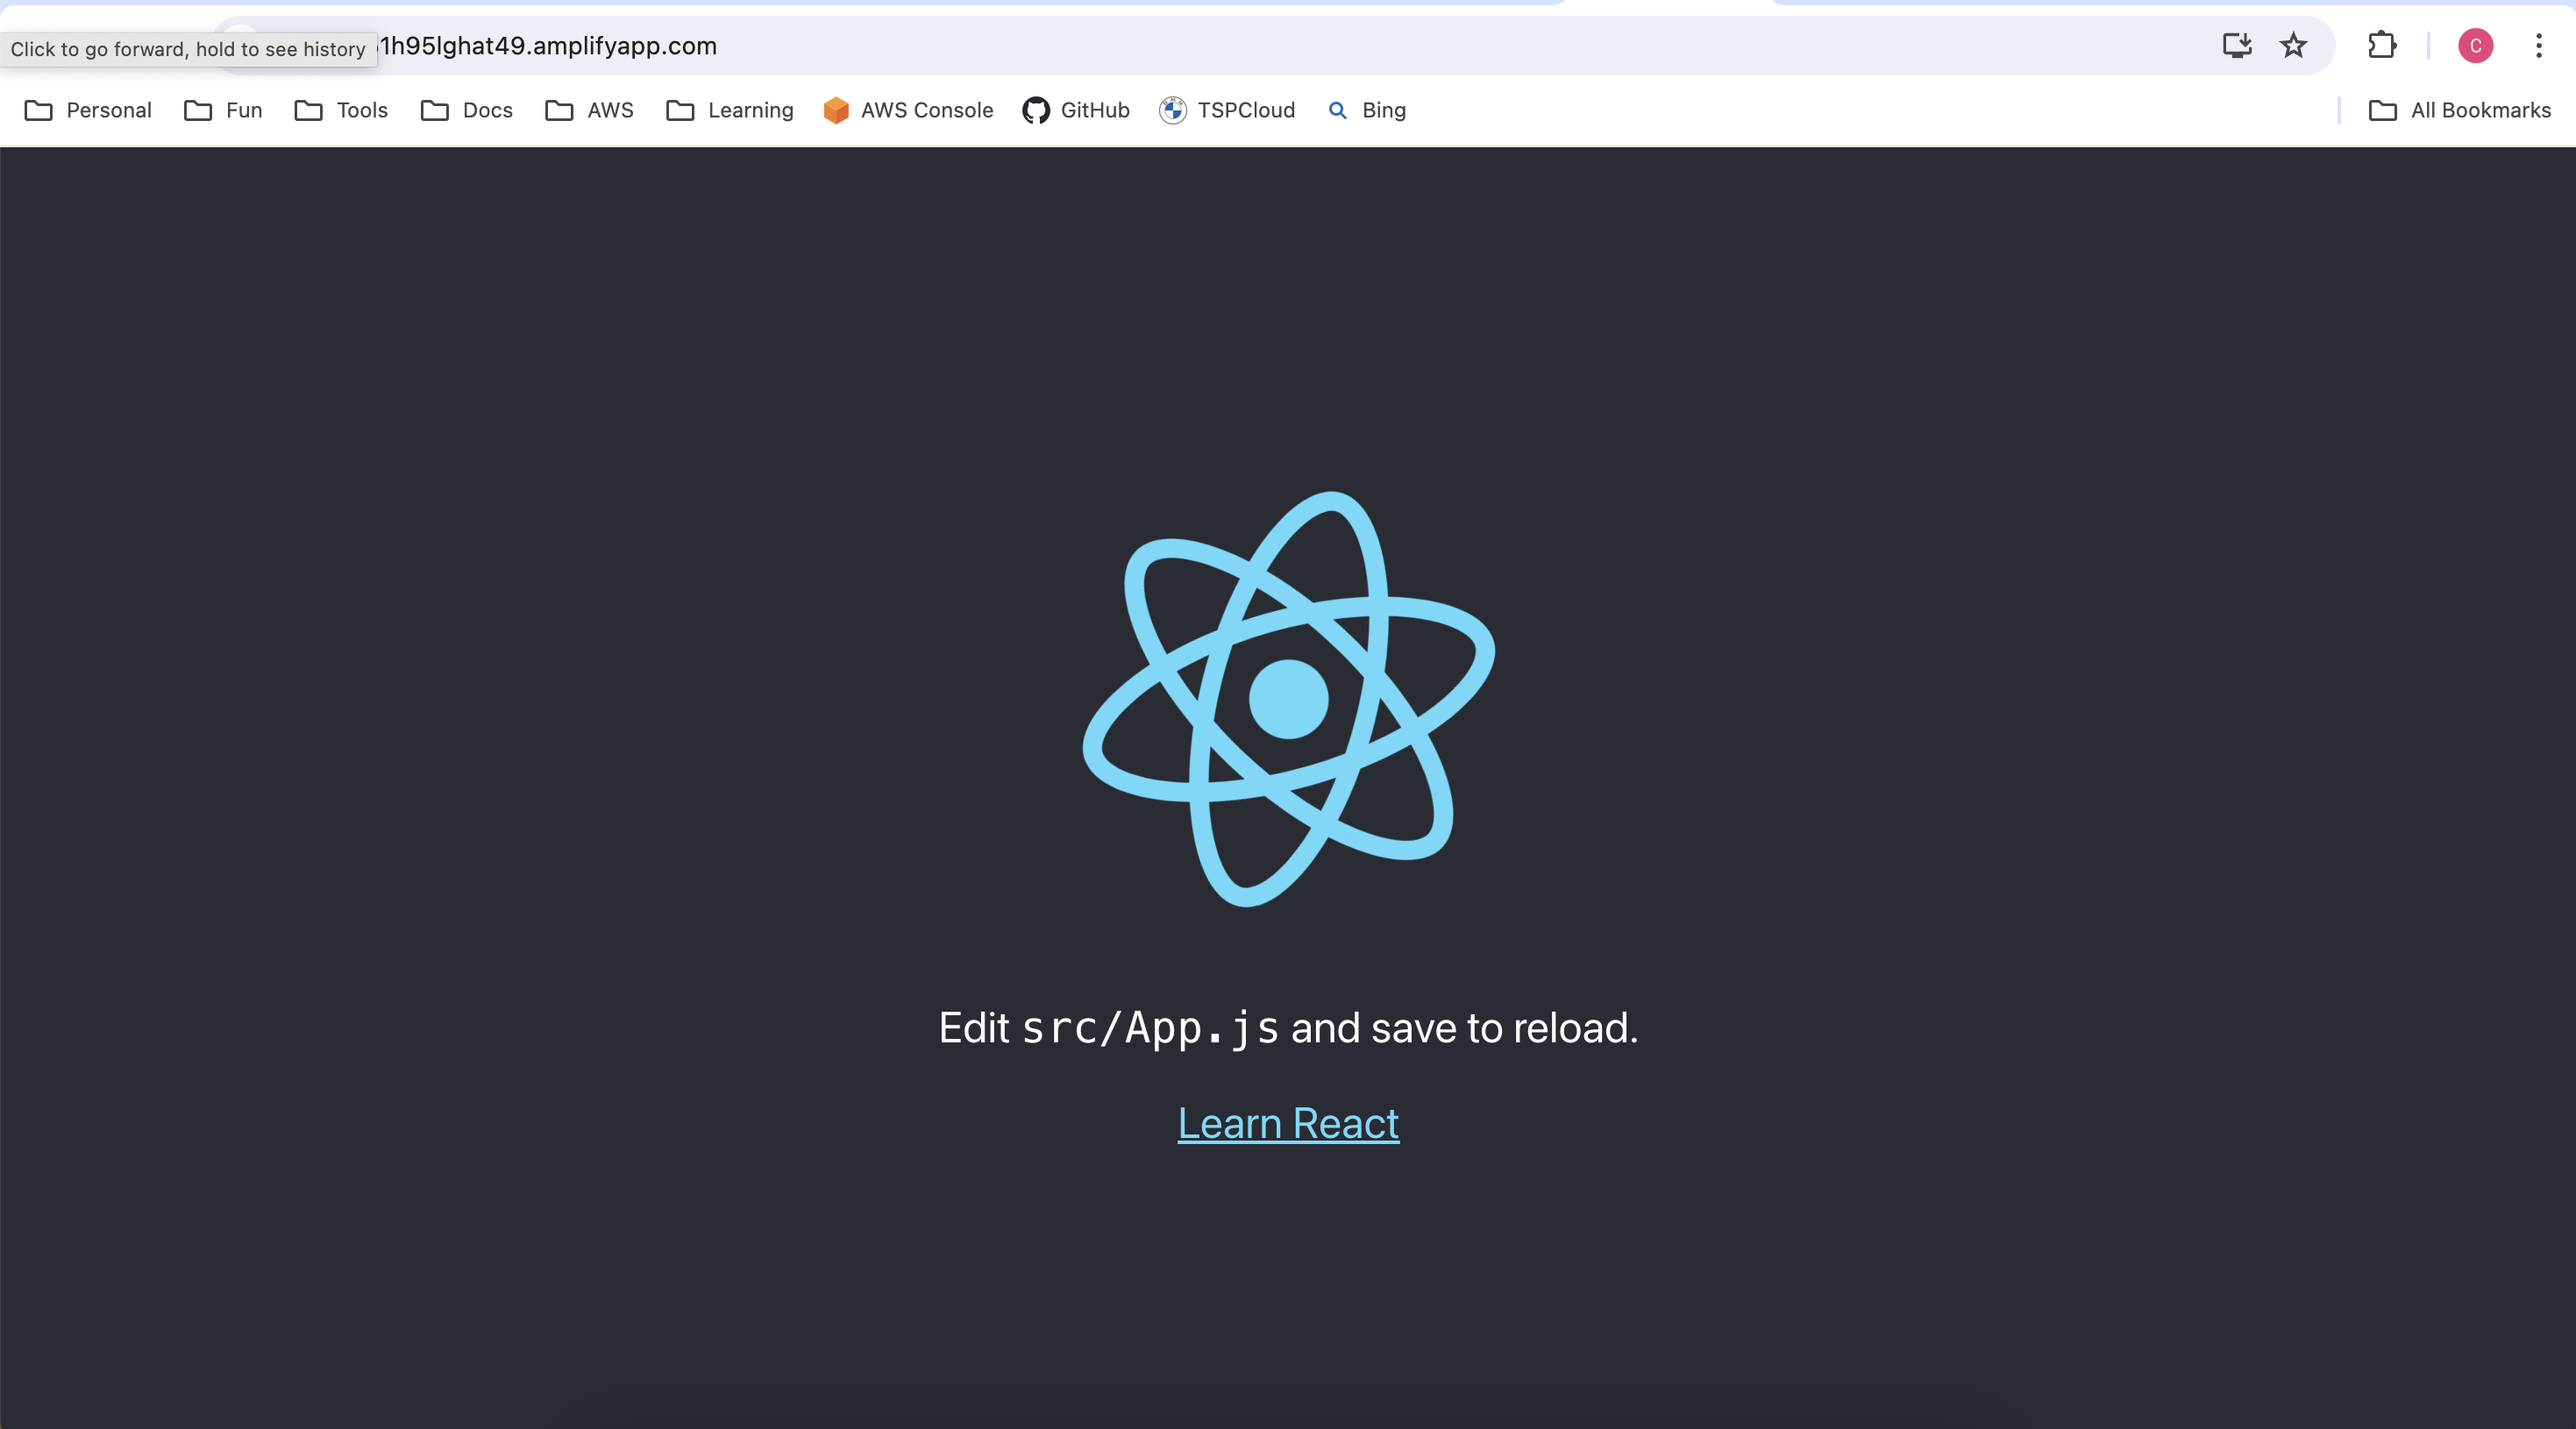 Click to go forward, hold to see history
1h95lghat49.amplifyapp.com
C
Personal Fun Tools Docs AWS Learning AWS Console GitHub TSPCloud Bing All Bookmarks
Edit src/App.js and save to reload.
Learn React